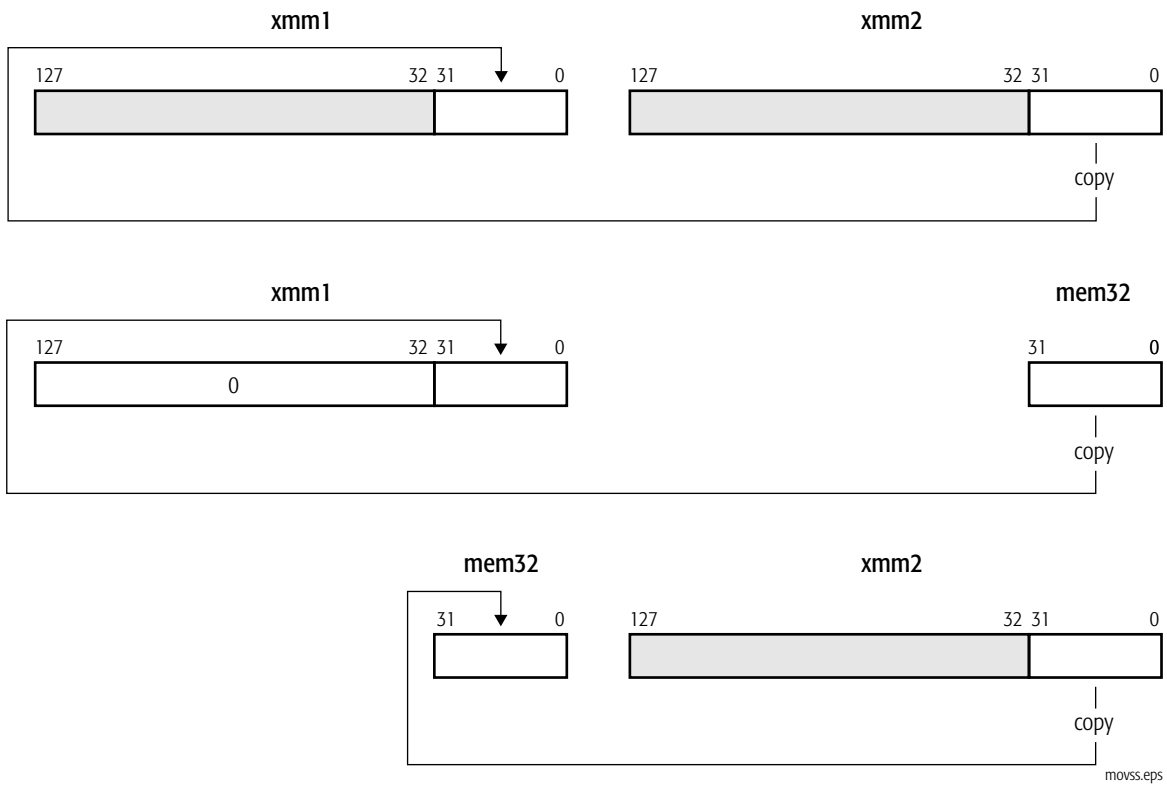 xmm1 xmm2
127 32 31 0 127 32 31 0
copy
xmm1 mem32
127 32 31 0 31 0
0
copy
mem32 xmm2
31 0 127 32 31 0
copy
movss.eps